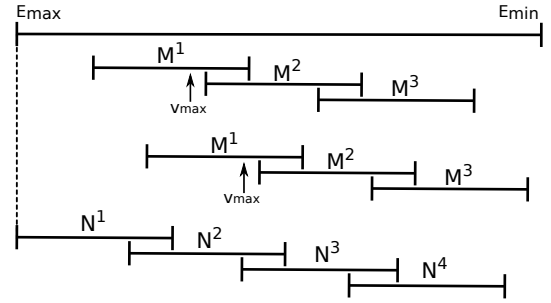 Emax Emin
M¹
M²
M³
vmax
M¹
M²
M³
vmax
N¹
N²
N³
N⁴